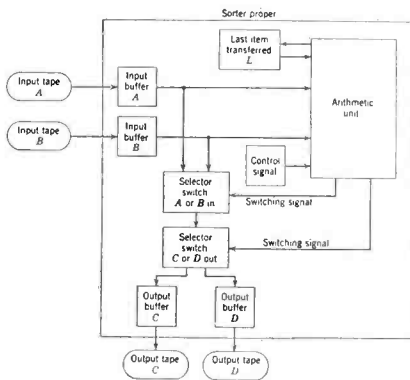 Sorter proper
Last item
transferred
L
Input tape
A
Input
buffer
A
Arithmetic
unit
Input tape
B
Input
buffer
B
Control
signal
Selector
switch
A or B in
Switching signal
Selector
switch
C or D out
Switching signal
Output
buffer
C
Output
buffer
D
Output tape
C
Output tape
D